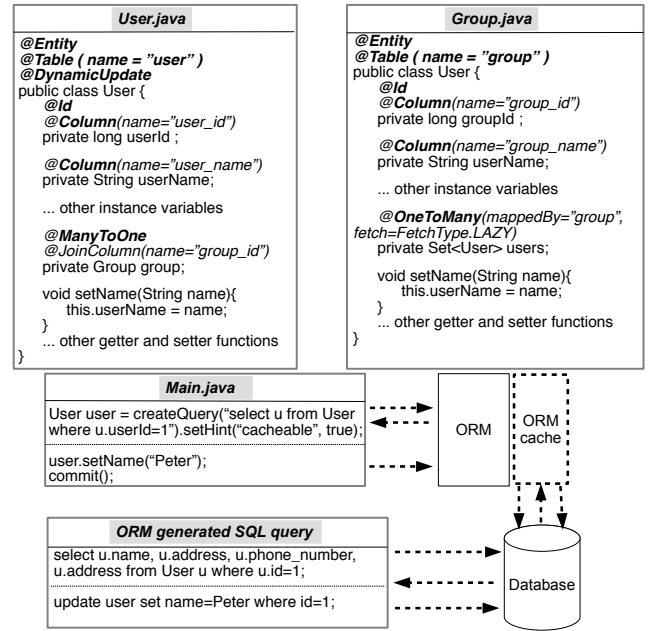 User.java
@Entity
@Table ( name = ”user” )
@DynamicUpdate
public class User {
@Id
@Column(name=”user_id”)
private long userId ;
@Column(name=”user_name”)
private String userName;
... other instance variables
@ManyToOne
@JoinColumn(name=”group_id”)
private Group group;
void setName(String name){
this.userName = name;
}
... other getter and setter functions
}
Group.java
@Entity
@Table ( name = ”group” )
public class User {
@Id
@Column(name=”group_id”)
private long groupId ;
@Column(name=”group_name”)
private String userName;
... other instance variables
@OneToMany(mappedBy=”group”,
fetch=FetchType.LAZY)
private Set<User> users;
void setName(String name){
this.userName = name;
}
... other getter and setter functions
}
Main.java
User user = createQuery(“select u from User
where u.userId=1”).setHint(“cacheable”, true);
user.setName(“Peter”);
commit();
ORM
ORM
cache
ORM generated SQL query
select u.name, u.address, u.phone_number,
u.address from User u where u.id=1;
update user set name=Peter where id=1;
Database